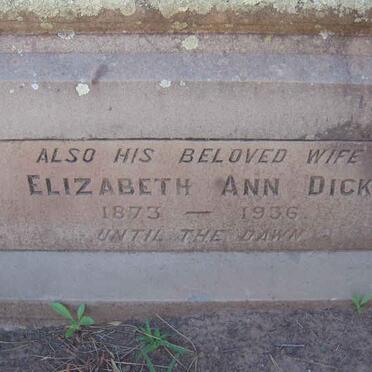 ALSO HIS BELOVED WIFE
ELIZABETH ANN DICK
1873 — 1936
UNTIL THE DAWN